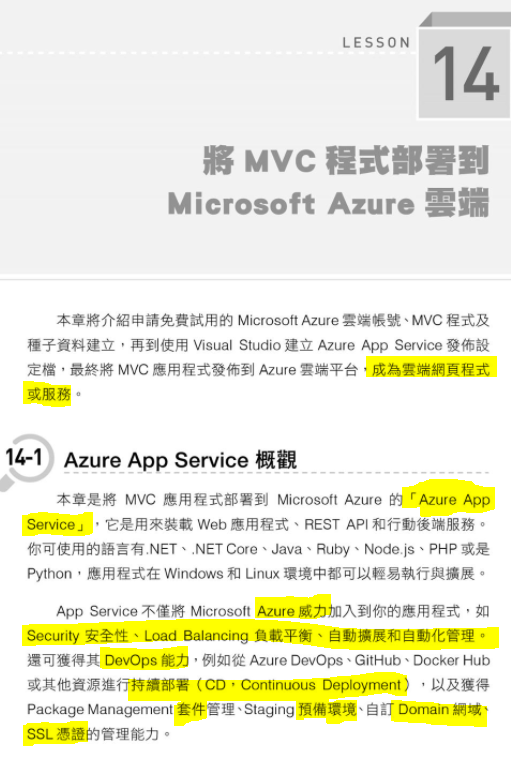 LESSON
14
將 MVC 程式部署到
Microsoft Azure 雲端
本章將介紹申請免費試用的 Microsoft Azure 雲端帳號、MVC 程式及
種子資料建立，再到使用 Visual Studio 建立 Azure App Service 發佈設
定檔，最終將 MVC 應用程式發佈到 Azure 雲端平台，成為雲端網頁程式
或服務。
14-1 Azure App Service 概觀
本章是將 MVC 應用程式部署到 Microsoft Azure 的「Azure App
Service」，它是用來裝載 Web 應用程式、REST API 和行動後端服務。
你可使用的語言有.NET、.NET Core、Java、Ruby、Node.js、PHP 或是
Python，應用程式在 Windows 和 Linux 環境中都可以輕易執行與擴展。
App Service 不僅將 Microsoft Azure 威力加入到你的應用程式，如
Security 安全性、Load Balancing 負載平衡、自動擴展和自動化管理。
還可獲得其 DevOps 能力，例如從 Azure DevOps、GitHub、Docker Hub
或其他資源進行持續部署（CD，Continuous Deployment），以及獲得
Package Management 套件管理、Staging 預備環境、自訂 Domain 網域、
SSL 憑證的管理能力。